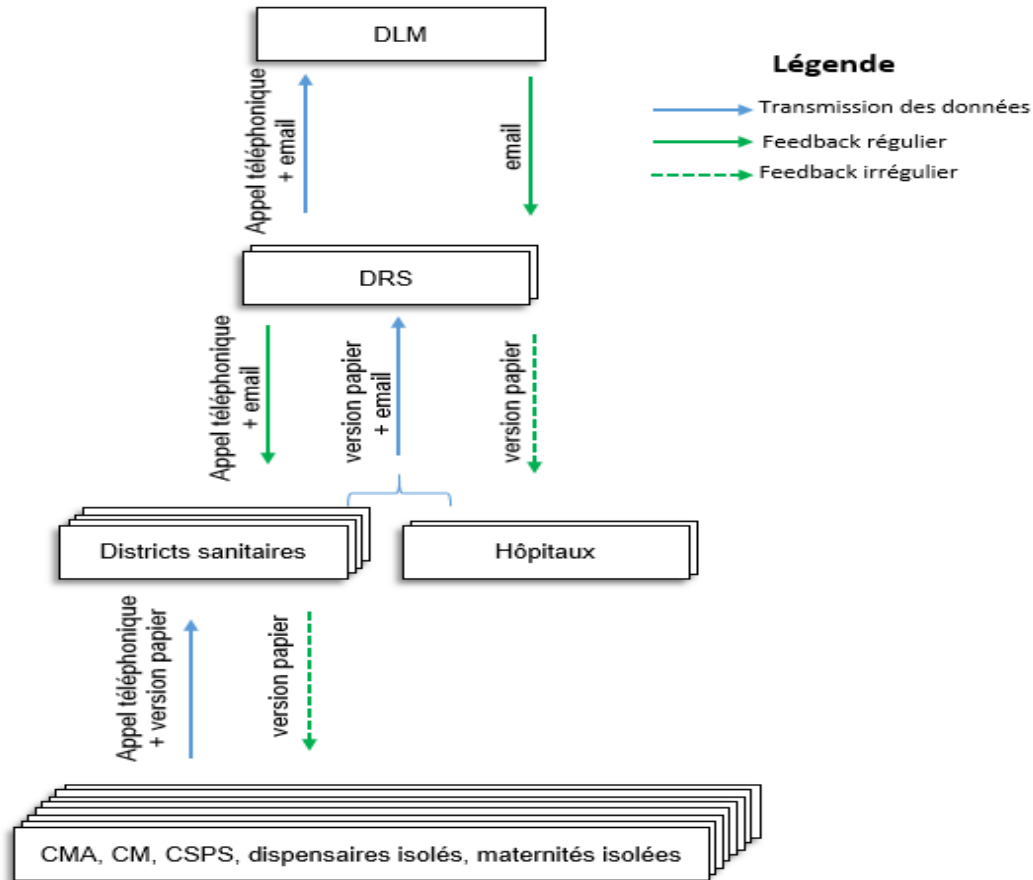 DLM
Légende
Transmission des données
Feedback régulier
Feedback irrégulier
Appel téléphonique
+ email
email
DRS
Appel téléphonique
+ email
version papier
+ email
version papier
Districts sanitaires
Hôpitaux
Appel téléphonique
+ version papier
version papier
CMA, CM, CSPS, dispensaires isolés, maternités isolées